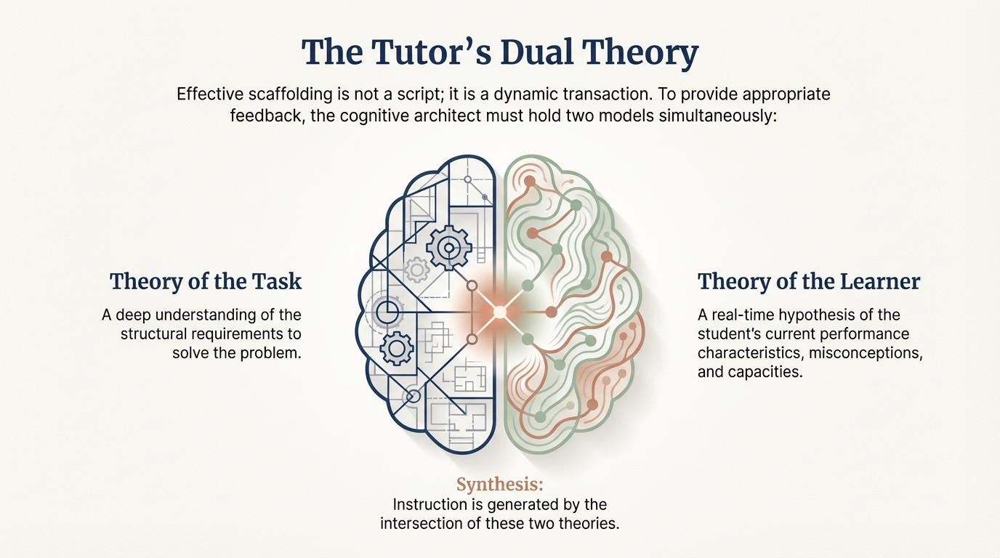 The Tutor’s Dual Theory
Effective scaffolding is not a script; it is a dynamic transaction. To provide appropriate
feedback, the cognitive architect must hold two models simultaneously:
Theory of the Task
A deep understanding of the
structural requirements to
solve the problem.
Theory of the Learner
A real-time hypothesis of the
student’s current performance
characteristics, misconceptions,
and capacities.
Synthesis:
Instruction is generated by the
intersection of these two theories.